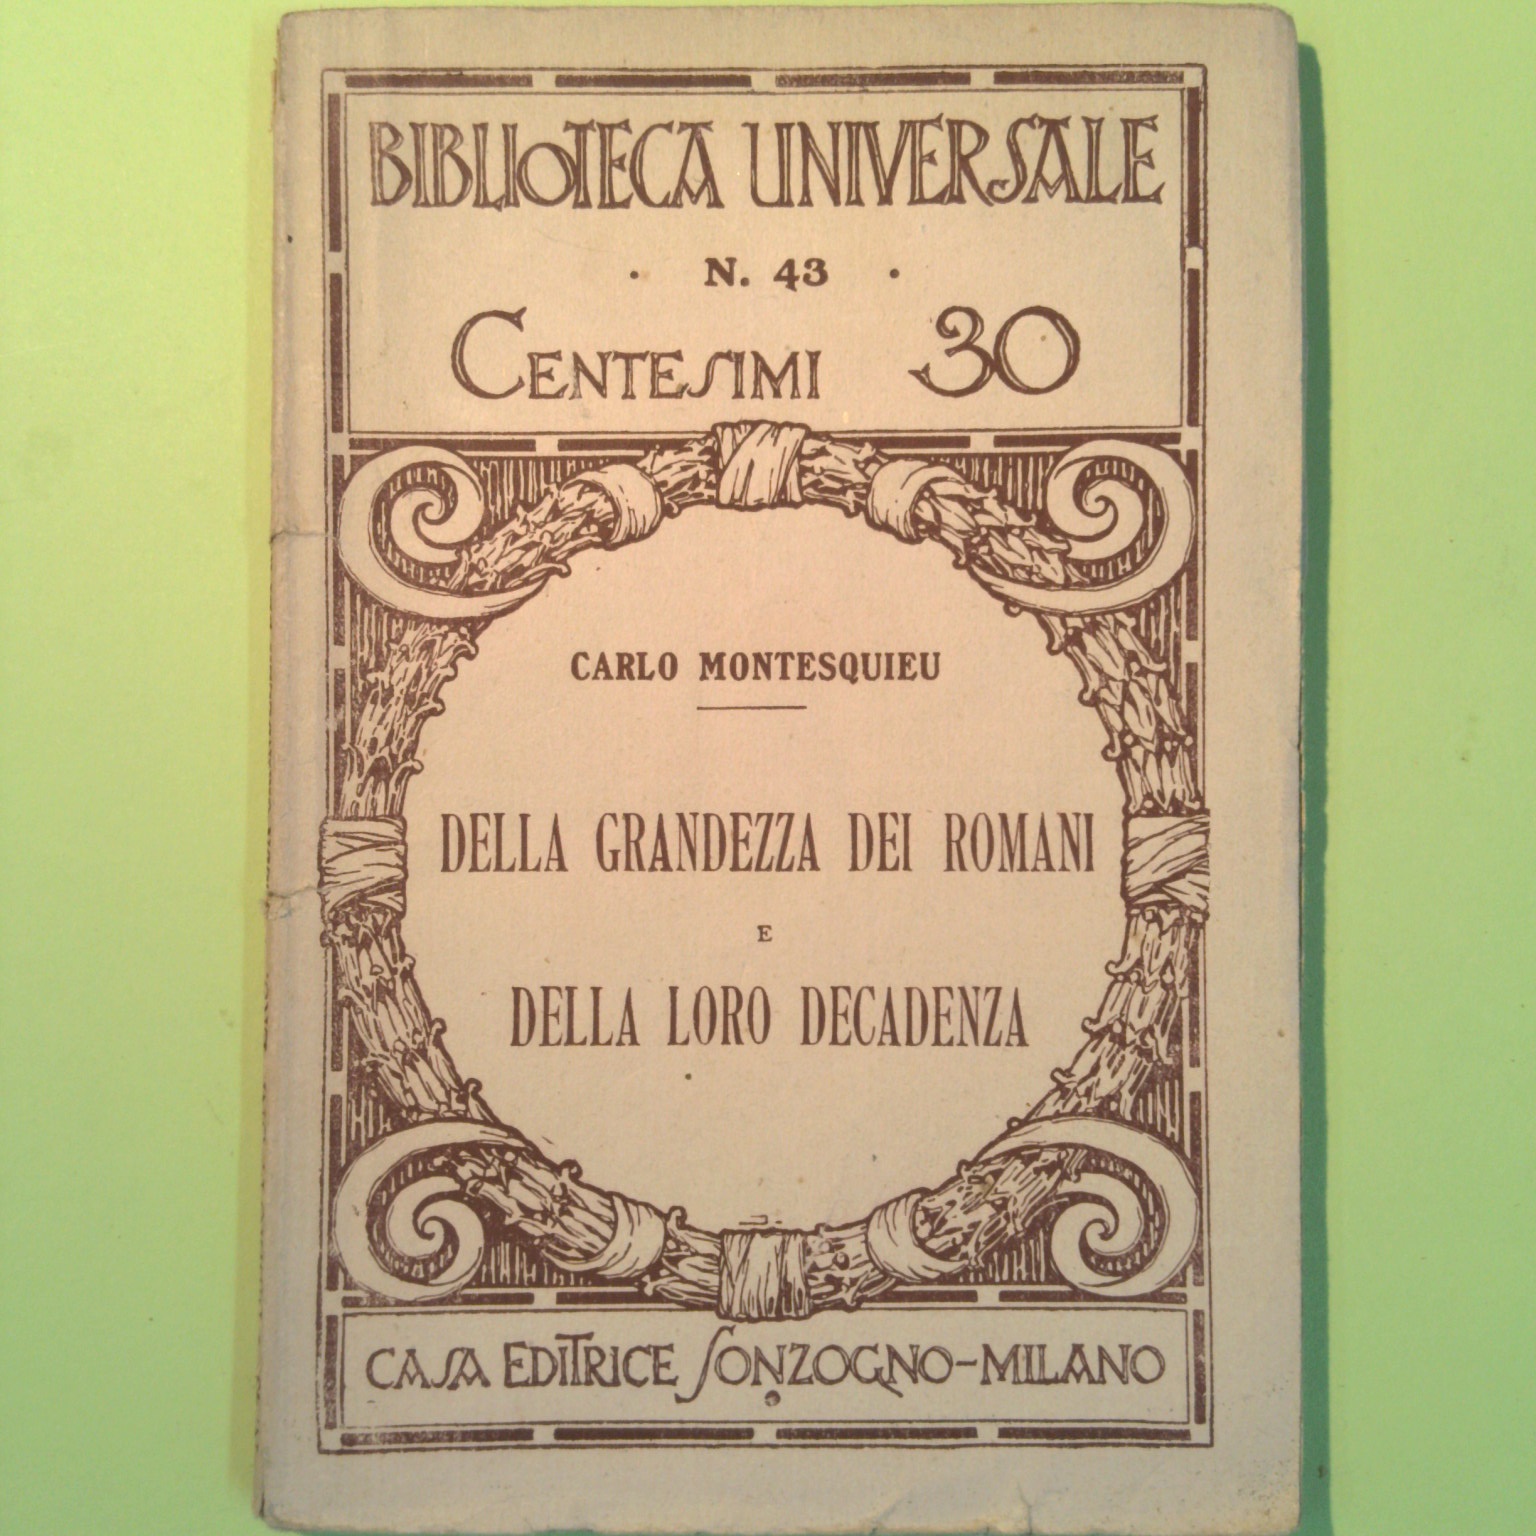 BIBLIOTECA UNIVERSALE
· N. 43 ·
CENTESIMI 30
CARLO MONTESQUIEU
DELLA GRANDEZZA DEI ROMANI
E
DELLA LORO DECADENZA
CASA EDITRICE SONZOGNO-MILANO